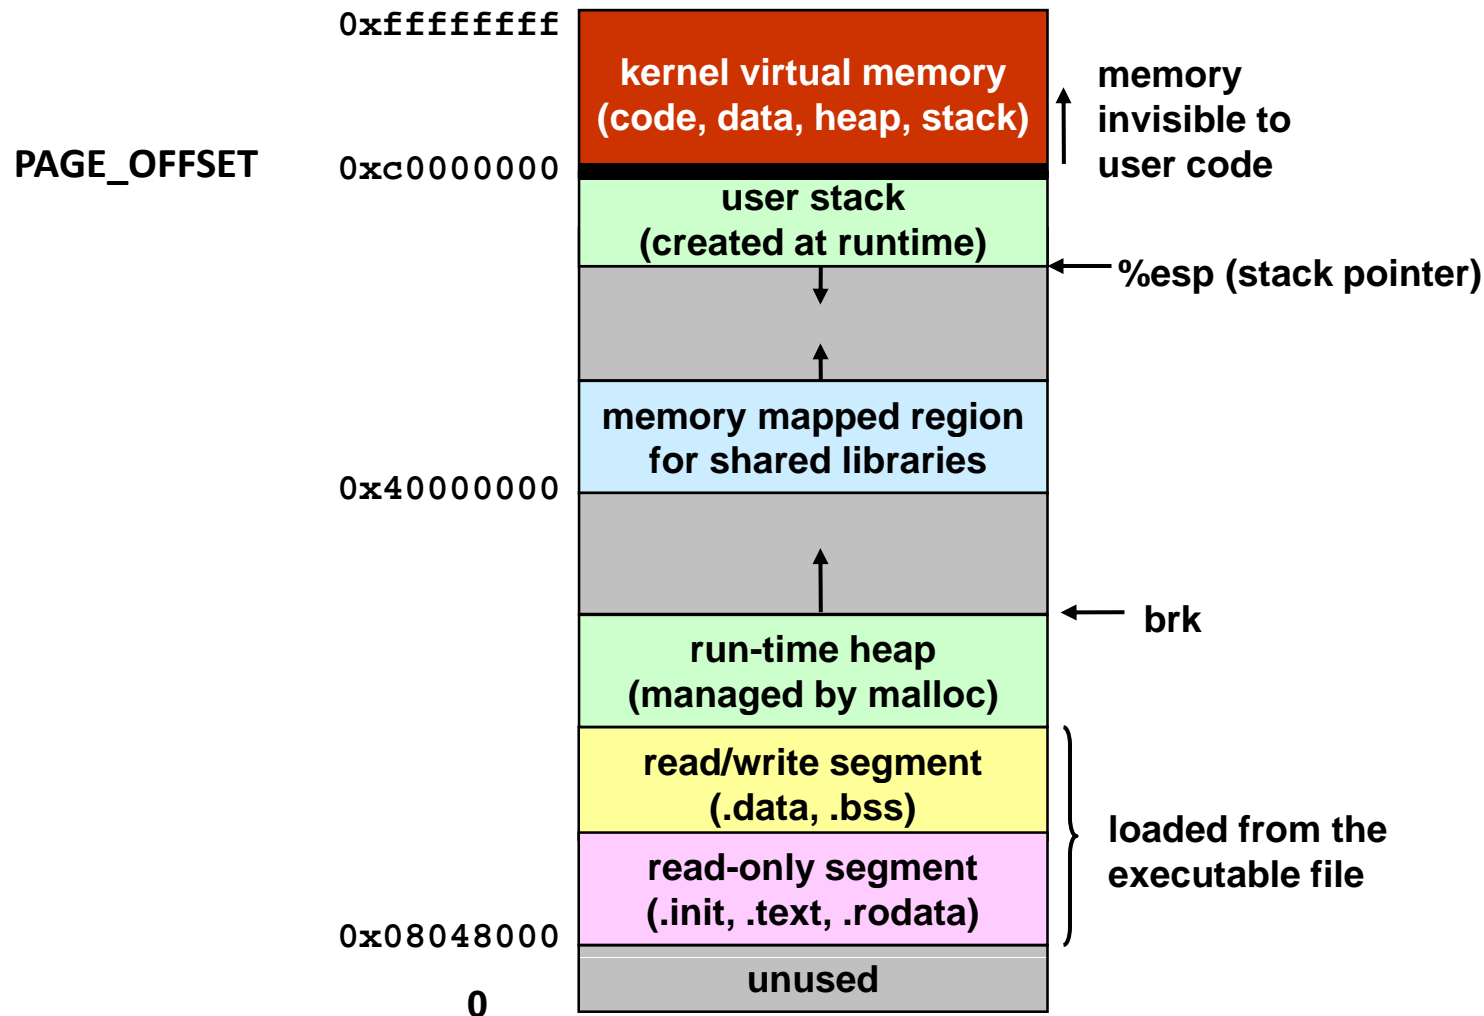 0xffffffff
kernel virtual memory
(code, data, heap, stack)
memory
invisible to
user code
PAGE_OFFSET
0xc0000000
user stack
(created at runtime)
%esp (stack pointer)
memory mapped region
for shared libraries
0x40000000
brk
run-time heap
(managed by malloc)
read/write segment
(.data, .bss)
loaded from the
executable file
read-only segment
(.init, .text, .rodata)
0x08048000
unused
0